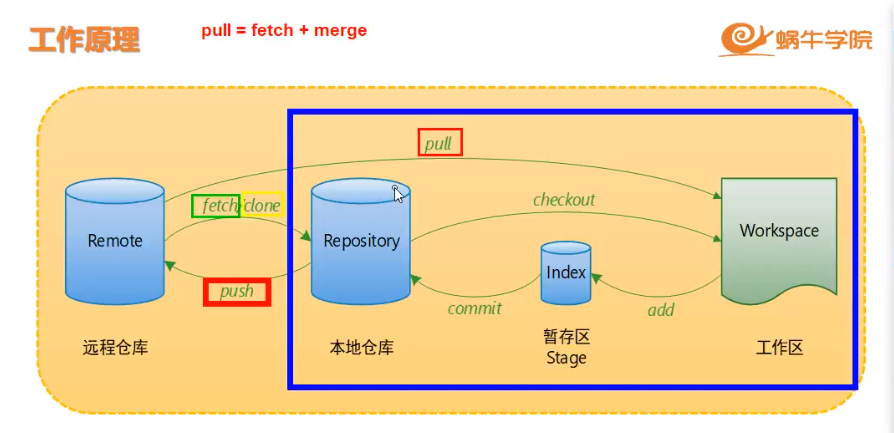 工作原理
pull = fetch + merge
蜗牛学院
pull
fetch/clone
checkout
Remote
Repository
Index
Workspace
push
commit
add
远程仓库
本地仓库
暂存区
Stage
工作区